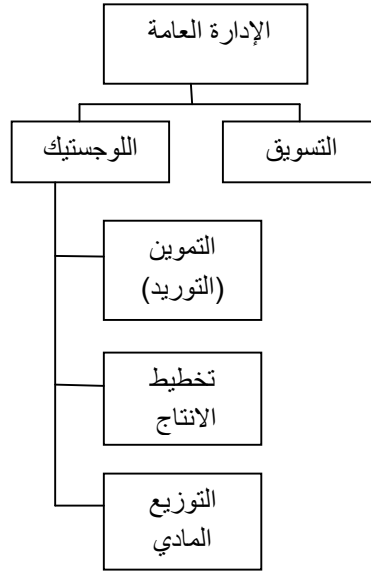 الإدارة العامة
التسويق
اللوجستيك
التموين
(التوريد)
تخطيط
الانتاج
التوزيع
المادي